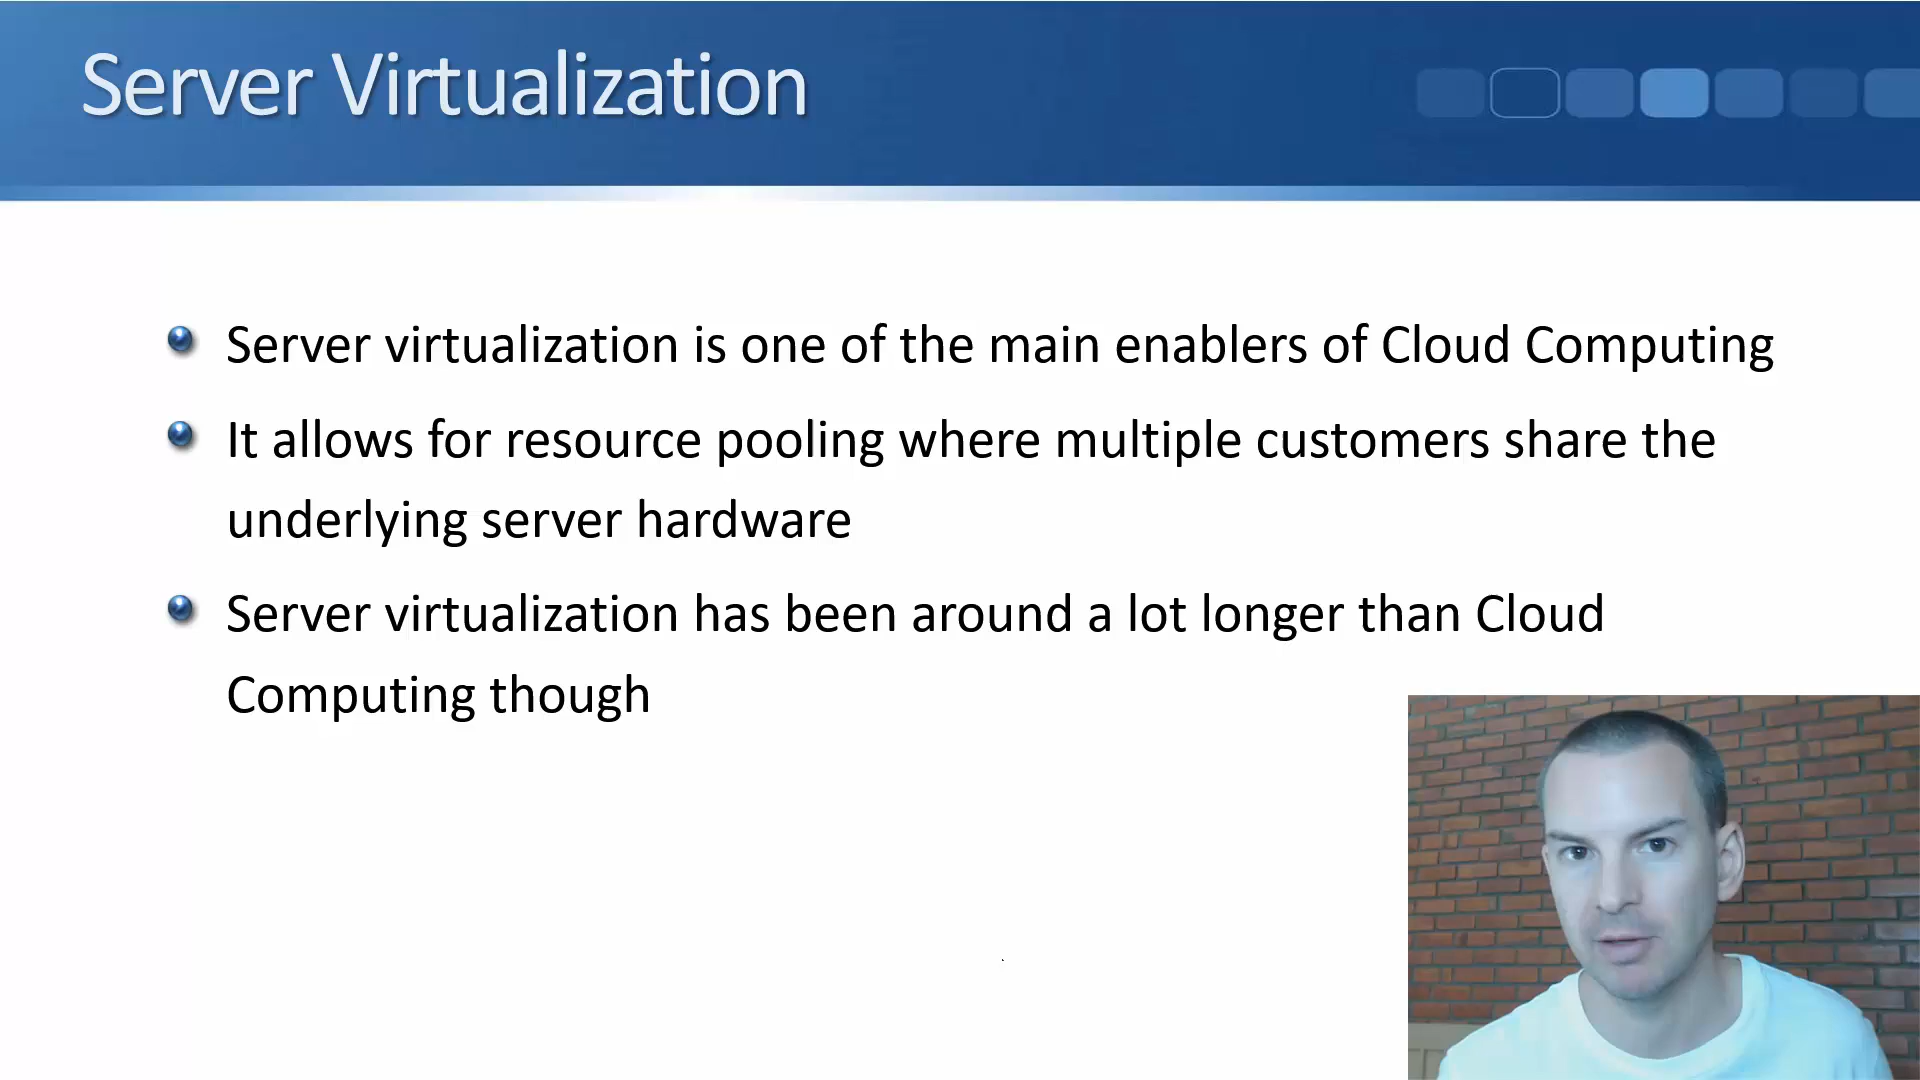 Server Virtualization
Server virtualization is one of the main enablers of Cloud Computing
It allows for resource pooling where multiple customers share the
underlying server hardware
Server virtualization has been around a lot longer than Cloud
Computing though